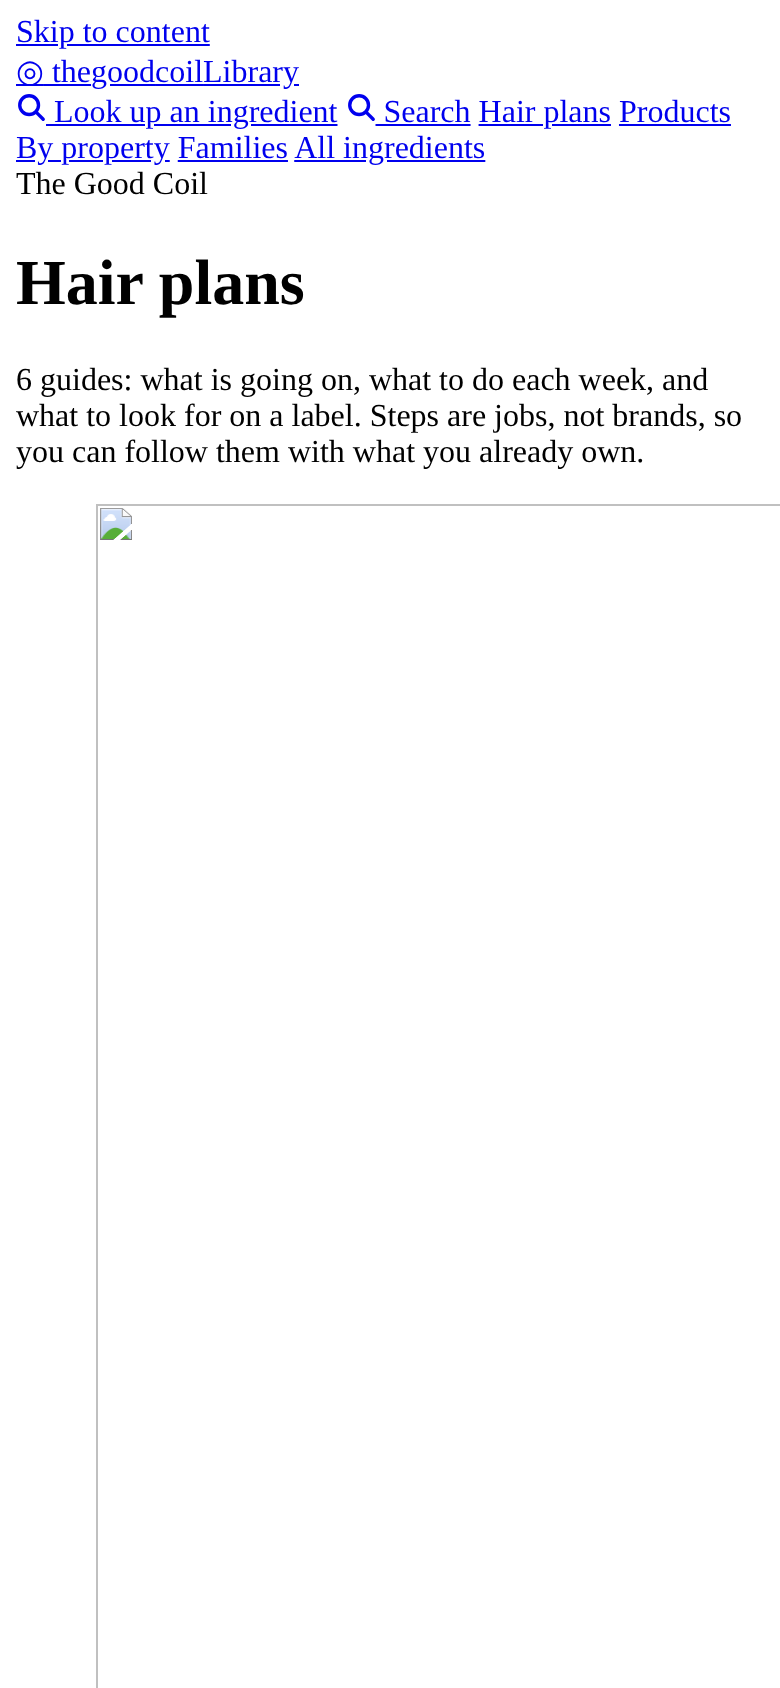 Skip to content
◎ thegoodcoilLibrary
Look up an ingredient Search Hair plans Products
By property Families All ingredients
The Good Coil
Hair plans
6 guides: what is going on, what to do each week, and
what to look for on a label. Steps are jobs, not brands, so
you can follow them with what you already own.